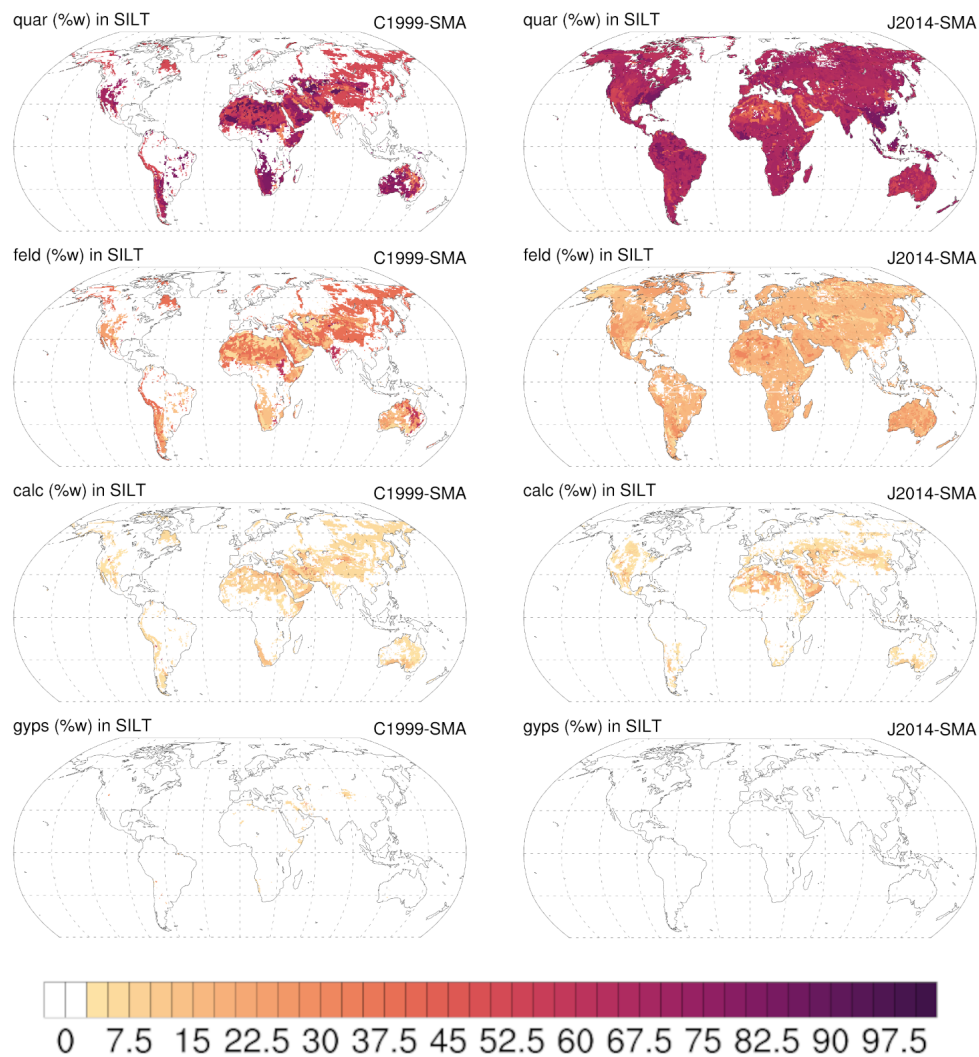 quar (%w) in SILT C1999-SMA
quar (%w) in SILT J2014-SMA
feld (%w) in SILT C1999-SMA
feld (%w) in SILT J2014-SMA
calc (%w) in SILT C1999-SMA
calc (%w) in SILT J2014-SMA
gyps (%w) in SILT C1999-SMA
gyps (%w) in SILT J2014-SMA
0 7.5 15 22.5 30 37.5 45 52.5 60 67.5 75 82.5 90 97.5